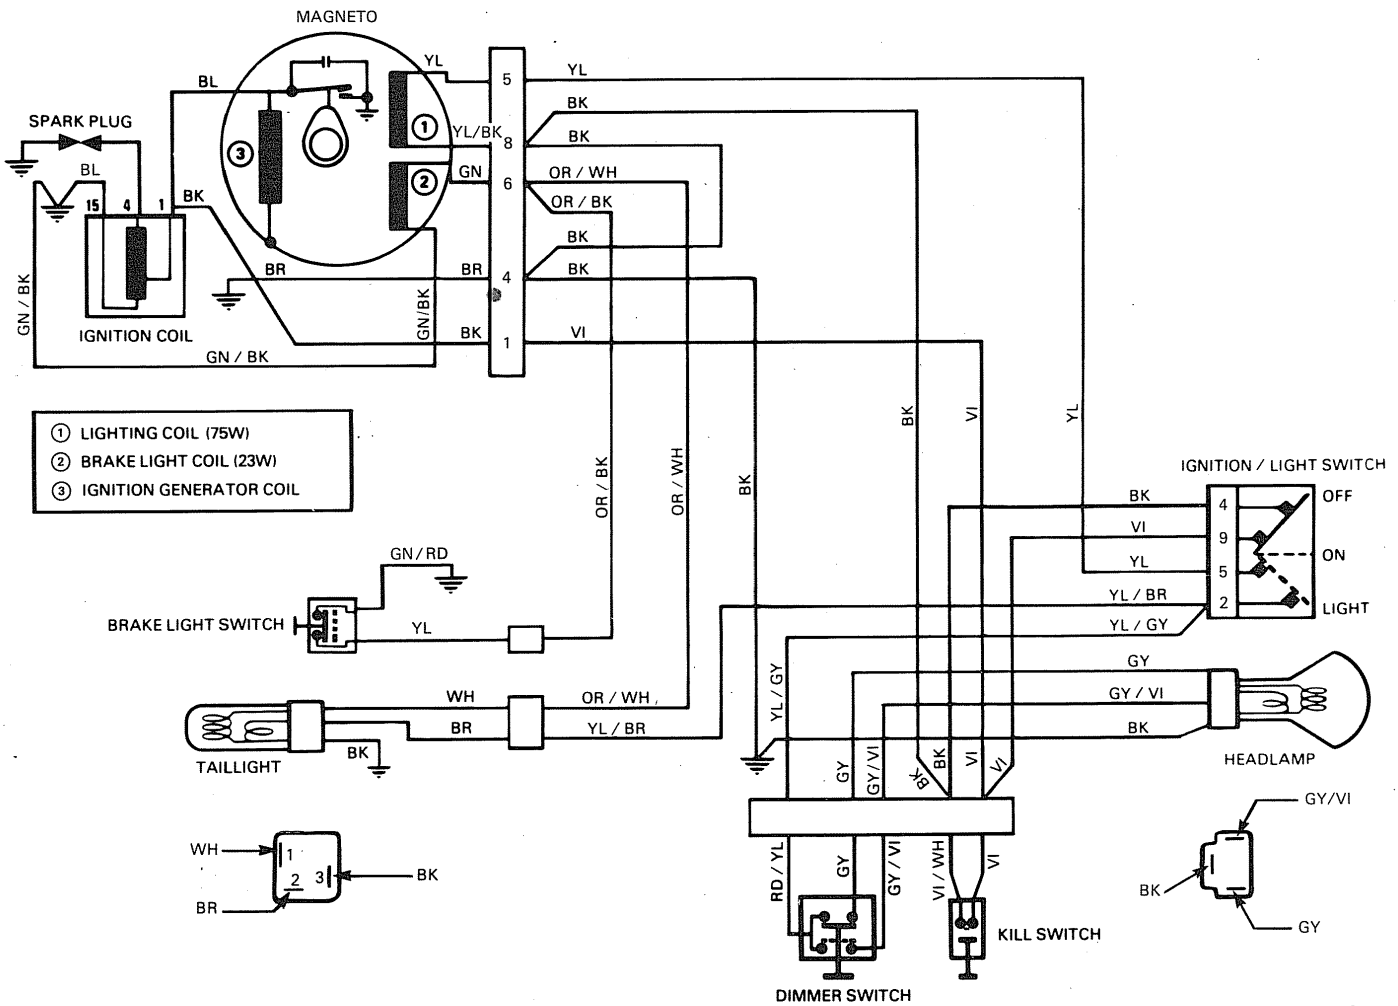 MAGNETO
YL
YL
BL
BK
SPARK PLUG
1
YL/BK
5
8
BK
3
BL
GN
6
OR / WH
2
15
4
1
BK
OR / BK
BK
BR
BR
4
BK
GN / BK
GN/BK
IGNITION COIL
BK
1
VI
GN / BK
1 LIGHTING COIL (75W)
2 BRAKE LIGHT COIL (23W)
3 IGNITION GENERATOR COIL
OR / BK
OR / WH
BK
BK
VI
YL
IGNITION / LIGHT SWITCH
BK
4
OFF
VI
9
ON
YL
5
YL / BR
2
LIGHT
YL / GY
GN/RD
BRAKE LIGHT SWITCH
YL
GY
GY / VI
BK
HEADLAMP
WH
OR / WH
BR
YL / BR
BK
TAILLIGHT
YL / GY
GY
GY/VI
BK
BK
VI
VI
RD / YL
GY
GY / VI
VI / WH
VI
KILL SWITCH
DIMMER SWITCH
WH
1
2
3
BK
BR
GY/VI
BK
GY